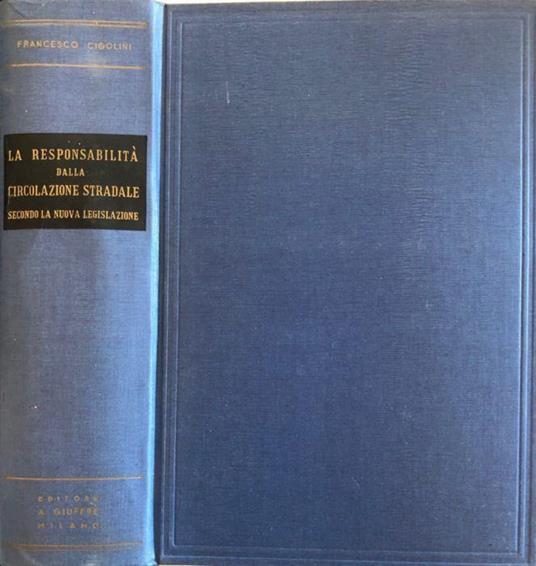 FRANCESCO CIGOLINI
LA RESPONSABILITÀ
DALLA
CIRCOLAZIONE STRADALE
SECONDO LA NUOVA LEGISLAZIONE
EDITORE
A. GIUFFRÈ
MILANO